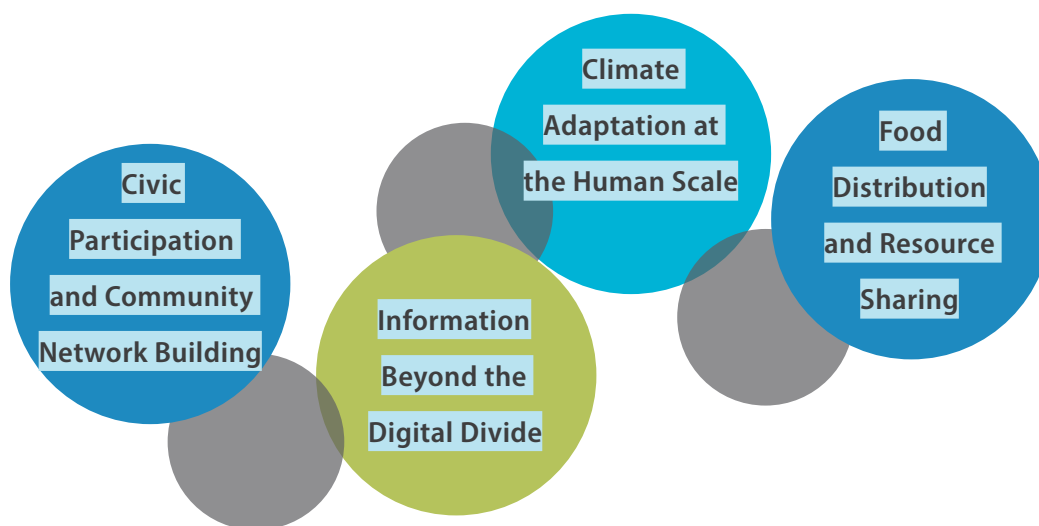 Civic
Participation
and Community
Network Building
Information
Beyond the
Digital Divide
Climate
Adaptation at
the Human Scale
Food
Distribution
and Resource
Sharing